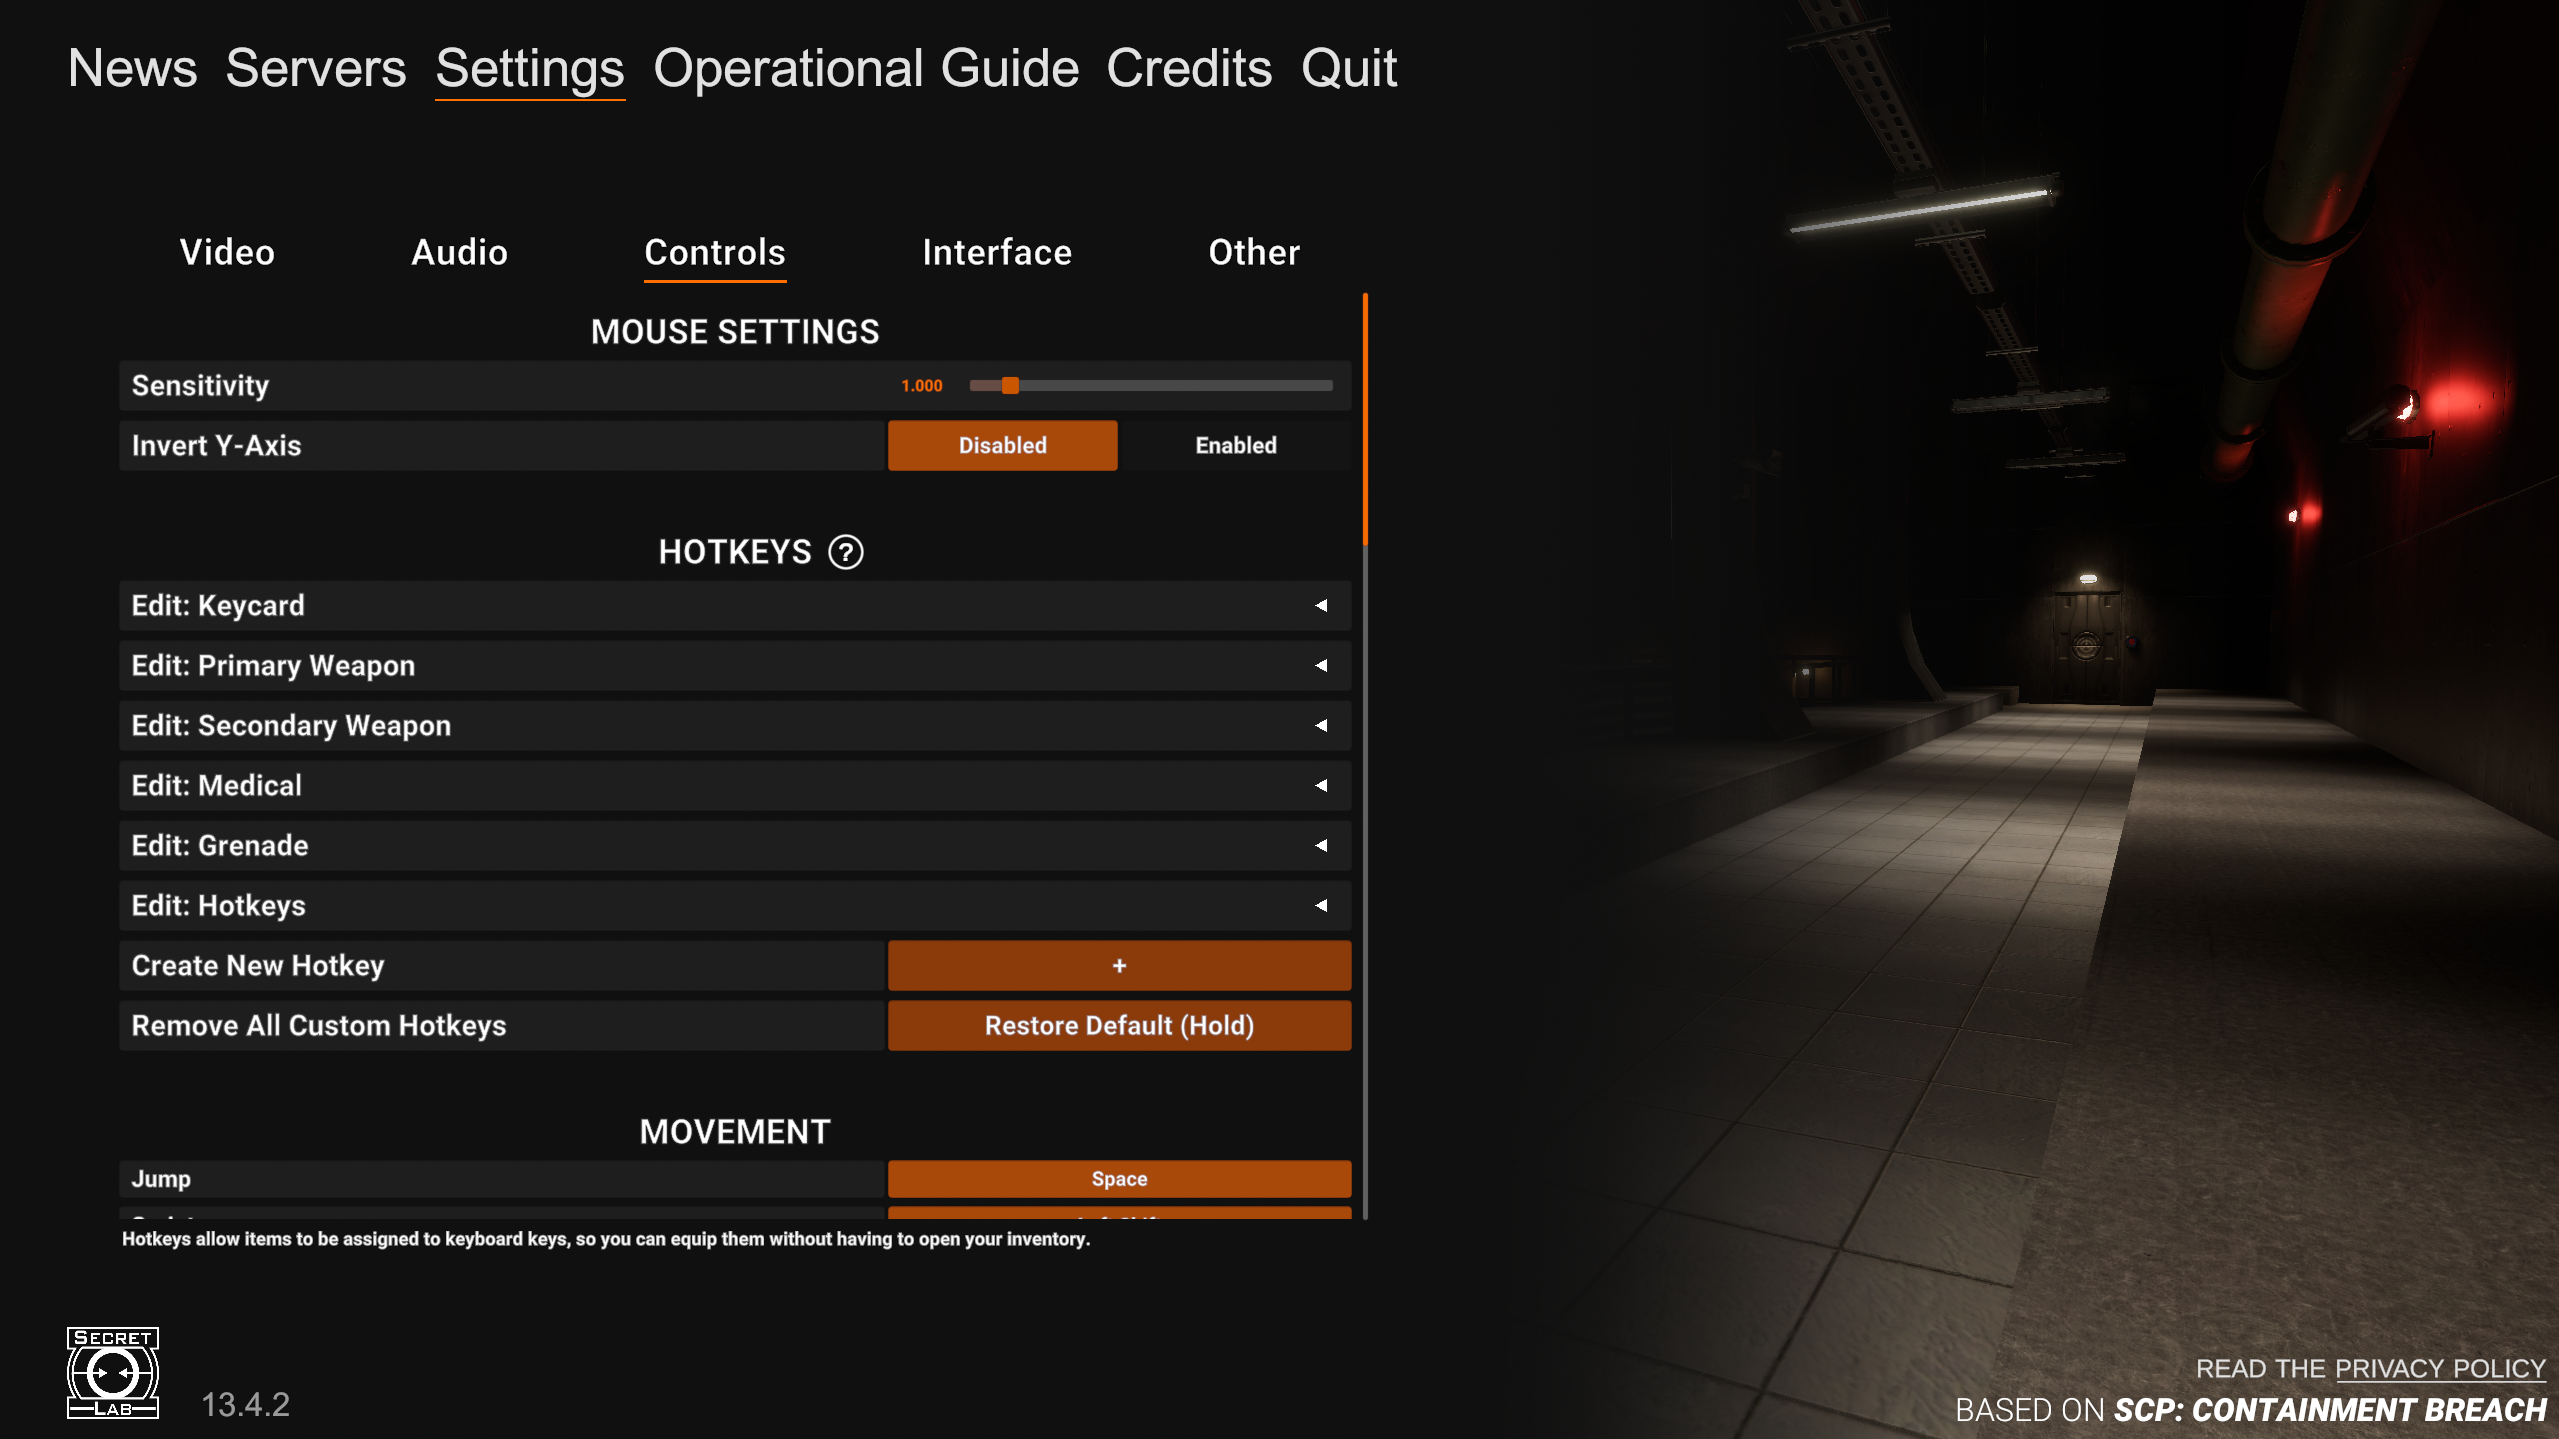 News Servers Settings Operational Guide Credits Quit
Video Audio Controls Interface Other
MOUSE SETTINGS
Sensitivity 1.000
Invert Y-Axis Disabled Enabled
HOTKEYS ?
Edit: Keycard
Edit: Primary Weapon
Edit: Secondary Weapon
Edit: Medical
Edit: Grenade
Edit: Hotkeys
Create New Hotkey +
Remove All Custom Hotkeys Restore Default (Hold)
MOVEMENT
Jump Space
Hotkeys allow items to be assigned to keyboard keys, so you can equip them without having to open your inventory.
SECRET
LAB
13.4.2
READ THE PRIVACY POLICY
BASED ON SCP: CONTAINMENT BREACH